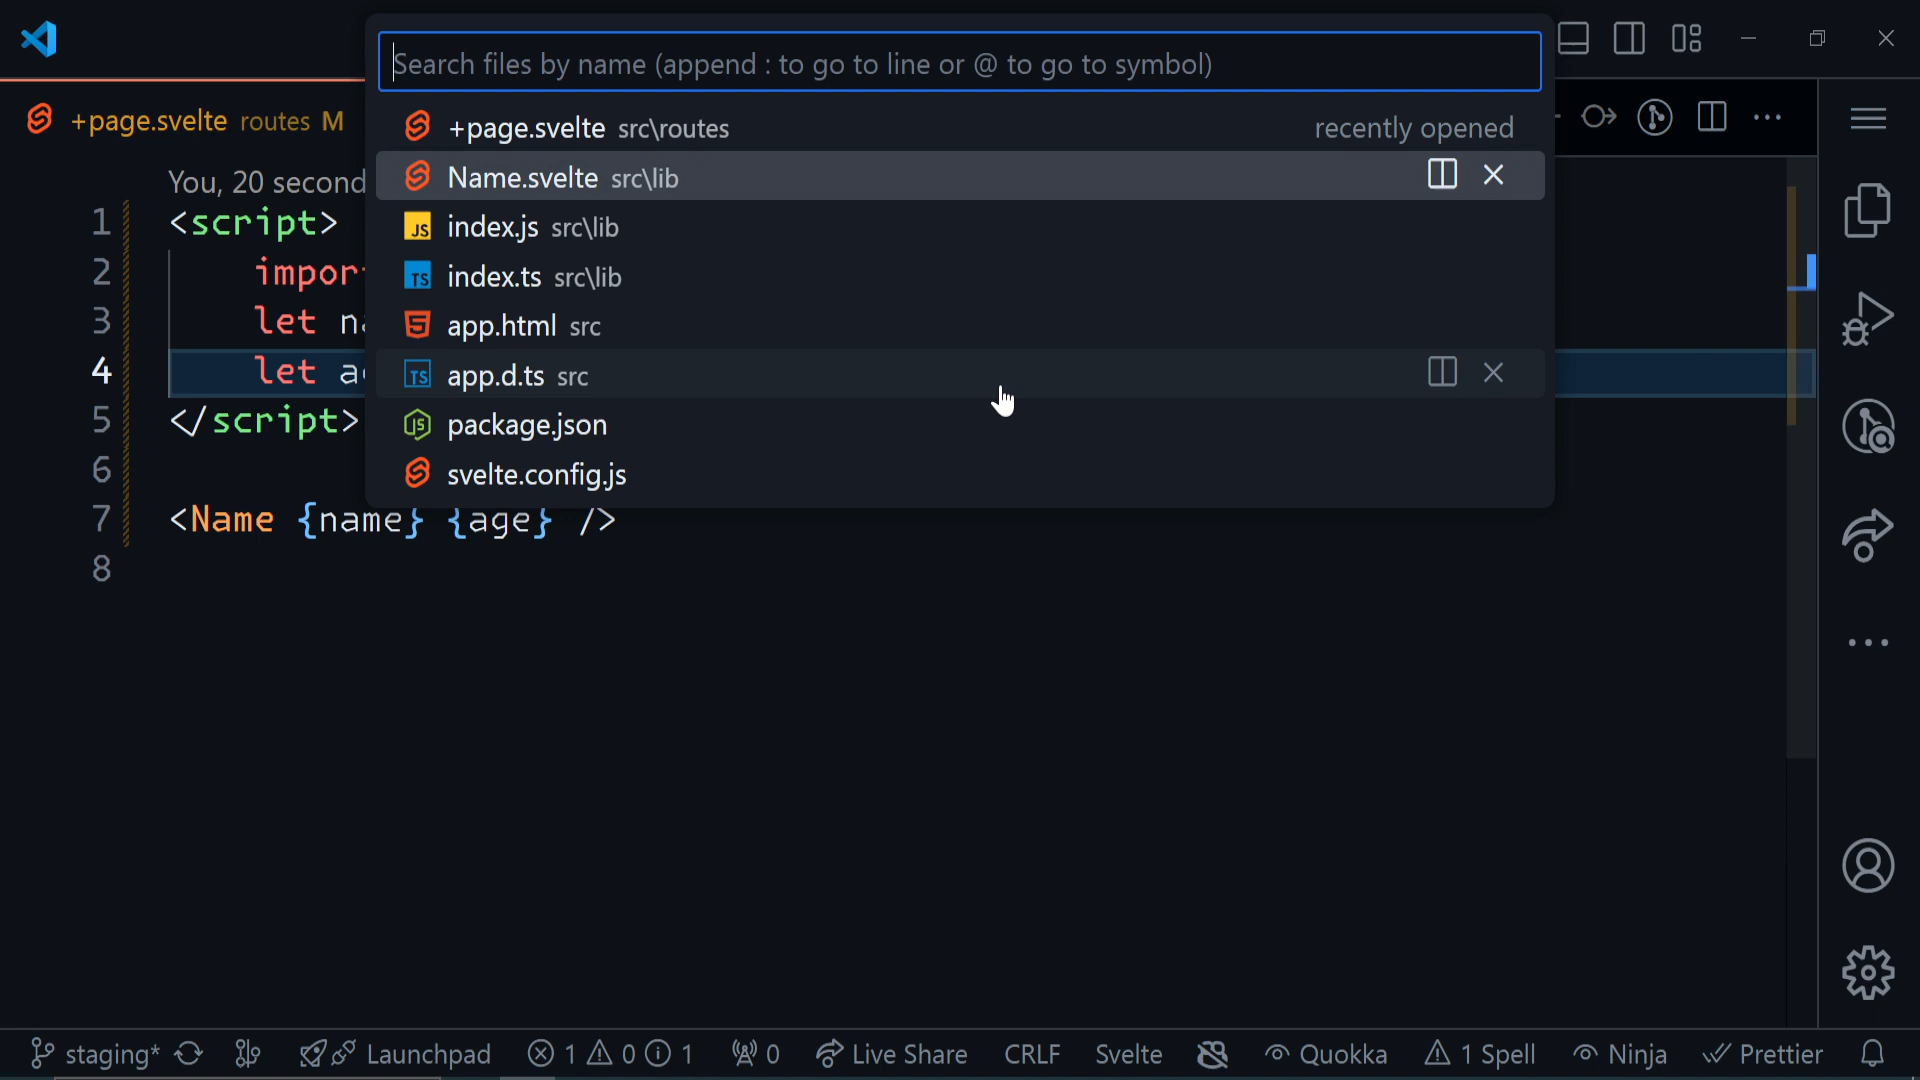 Search files by name (append : to go to line or @ to go to symbol)
+page.svelte routes M
+page.svelte src\routes recently opened
Name.svelte src\lib
index.js src\lib
index.ts src\lib
app.html src
app.d.ts src
package.json
svelte.config.js
You, 20 second
1 <script>
2 impor
3 let na
4 let a
5 </script>
6
7 <Name {name} {age} />
8
staging* Launchpad 1 0 1 0 Live Share CRLF Svelte Quokka 1 Spell Ninja Prettier